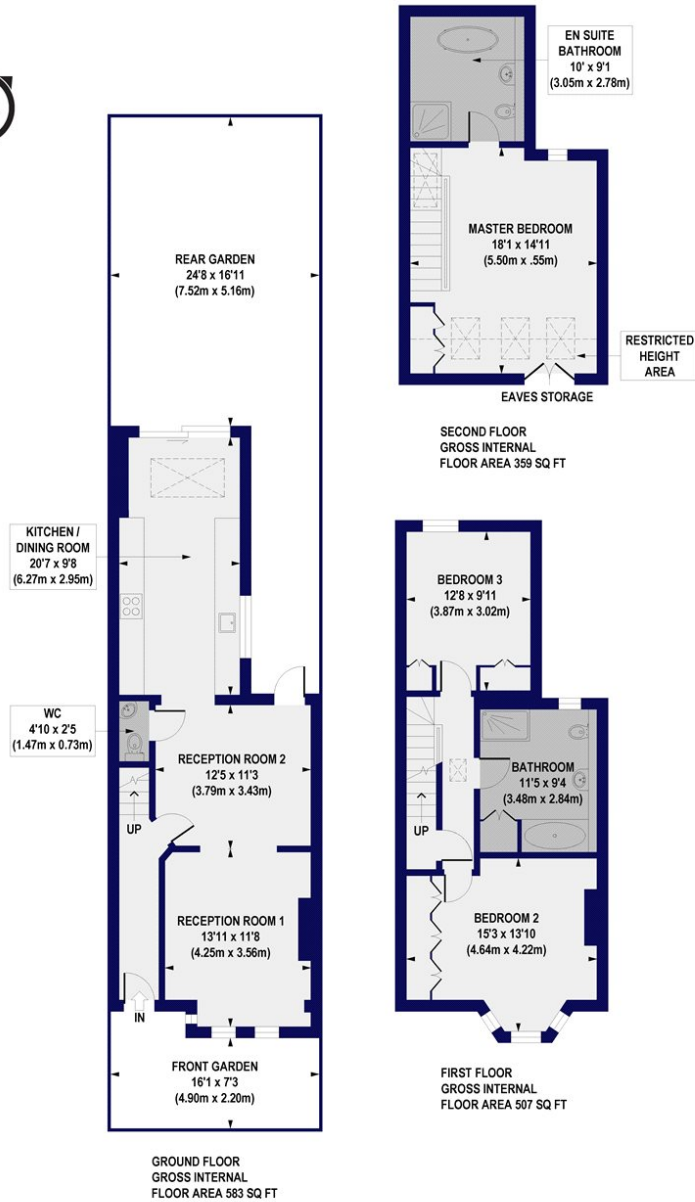 EN SUITE
BATHROOM
10' x 9'1
(3.05m x 2.78m)
MASTER BEDROOM
18'1 x 14'11
(5.50m x .55m)
RESTRICTED
HEIGHT
AREA
EAVES STORAGE
SECOND FLOOR
GROSS INTERNAL
FLOOR AREA 359 SQ FT
REAR GARDEN
24'8 x 16'11
(7.52m x 5.16m)
KITCHEN /
DINING ROOM
20'7 x 9'8
(6.27m x 2.95m)
WC
4'10 x 2'5
(1.47m x 0.73m)
RECEPTION ROOM 2
12'5 x 11'3
(3.79m x 3.43m)
UP
RECEPTION ROOM 1
13'11 x 11'8
(4.25m x 3.56m)
IN
FRONT GARDEN
16'1 x 7'3
(4.90m x 2.20m)
GROUND FLOOR
GROSS INTERNAL
FLOOR AREA 583 SQ FT
BEDROOM 3
12'8 x 9'11
(3.87m x 3.02m)
BATHROOM
11'5 x 9'4
(3.48m x 2.84m)
UP
BEDROOM 2
15'3 x 13'10
(4.64m x 4.22m)
FIRST FLOOR
GROSS INTERNAL
FLOOR AREA 507 SQ FT